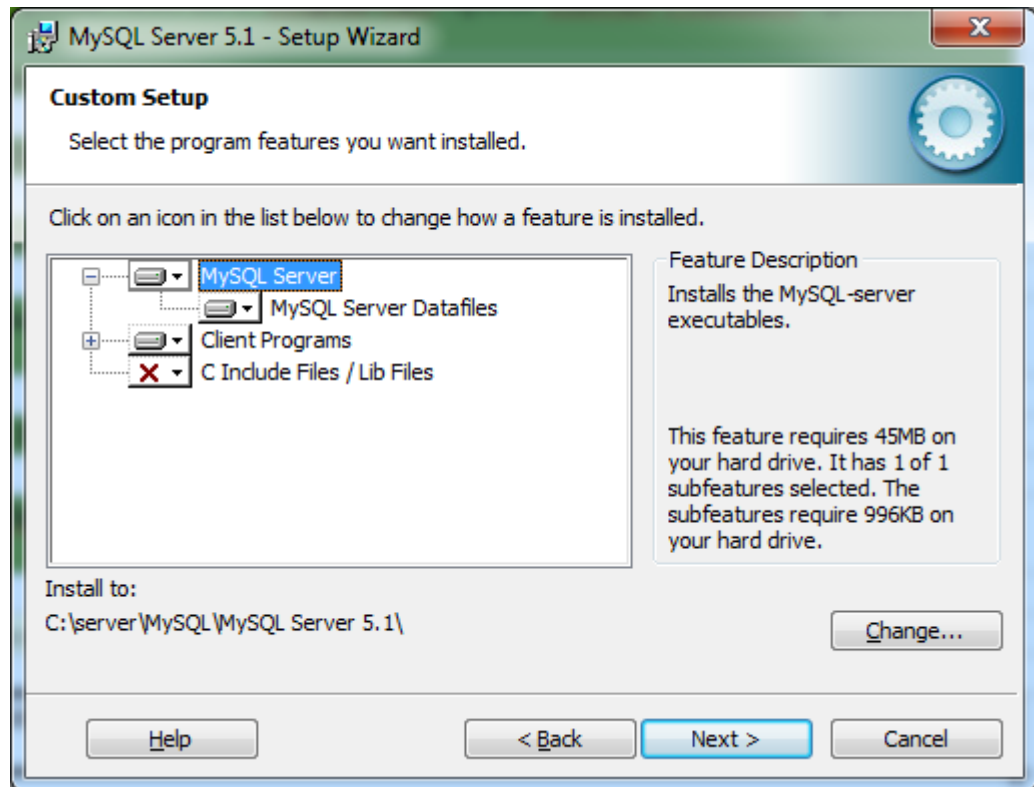 MySQL Server 5.1 - Setup Wizard
Custom Setup
Select the program features you want installed.
Click on an icon in the list below to change how a feature is installed.
MySQL Server
MySQL Server Datafiles
Client Programs
C Include Files / Lib Files
Feature Description
Installs the MySQL-server
executables.
This feature requires 45MB on
your hard drive. It has 1 of 1
subfeatures selected. The
subfeatures require 996KB on
your hard drive.
Install to:
C:\server\MySQL\MySQL Server 5.1\
Change...
Help
< Back
Next >
Cancel